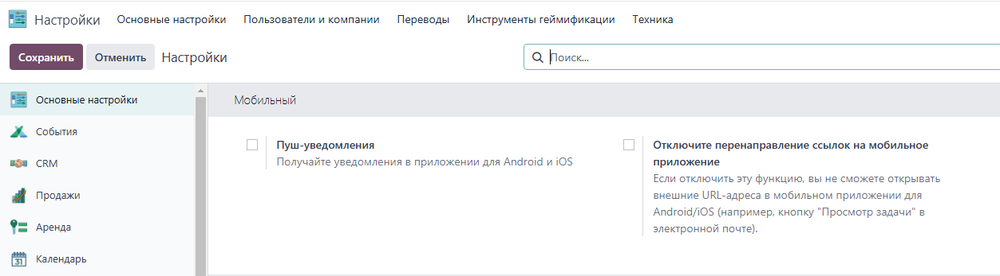 Настройки Основные настройки Пользователи и компании Переводы Инструменты геймификации Техника
Сохранить Отменить Настройки Поиск...
Основные настройки
События
CRM
Продажи
Аренда
31 Календарь
Мобильный
Пуш-уведомления
Получайте уведомления в приложении для Android и iOS
Отключите перенаправление ссылок на мобильное
приложение
Если отключить эту функцию, вы не сможете открывать
внешние URL-адреса в мобильном приложении для
Android/iOS (например, кнопку "Просмотр задачи" в
электронной почте).